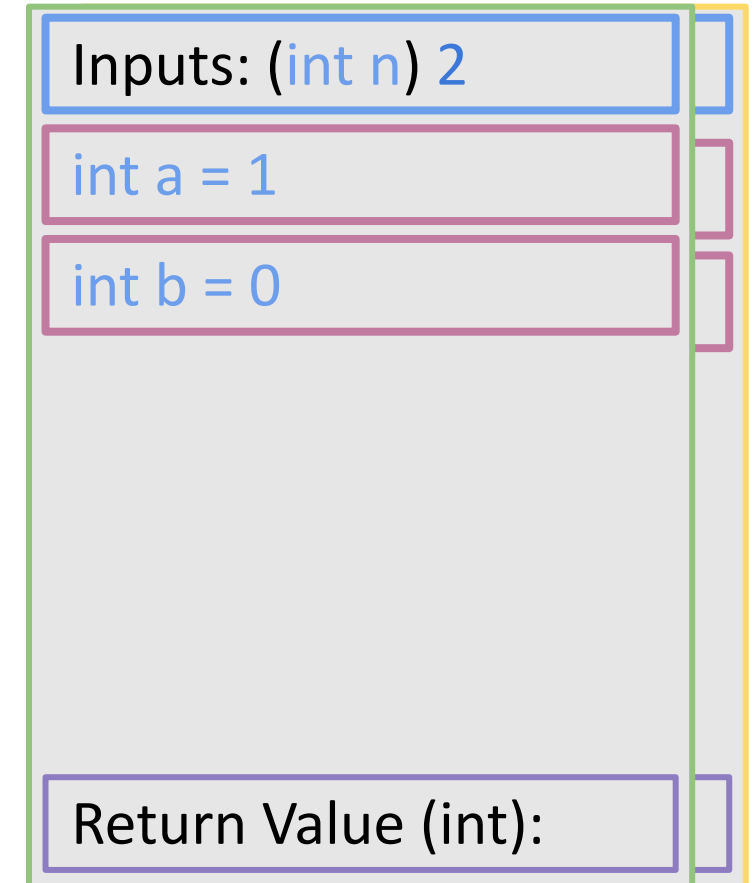 Inputs: (int n) 2
int a = 1
int b = 0
Return Value (int):